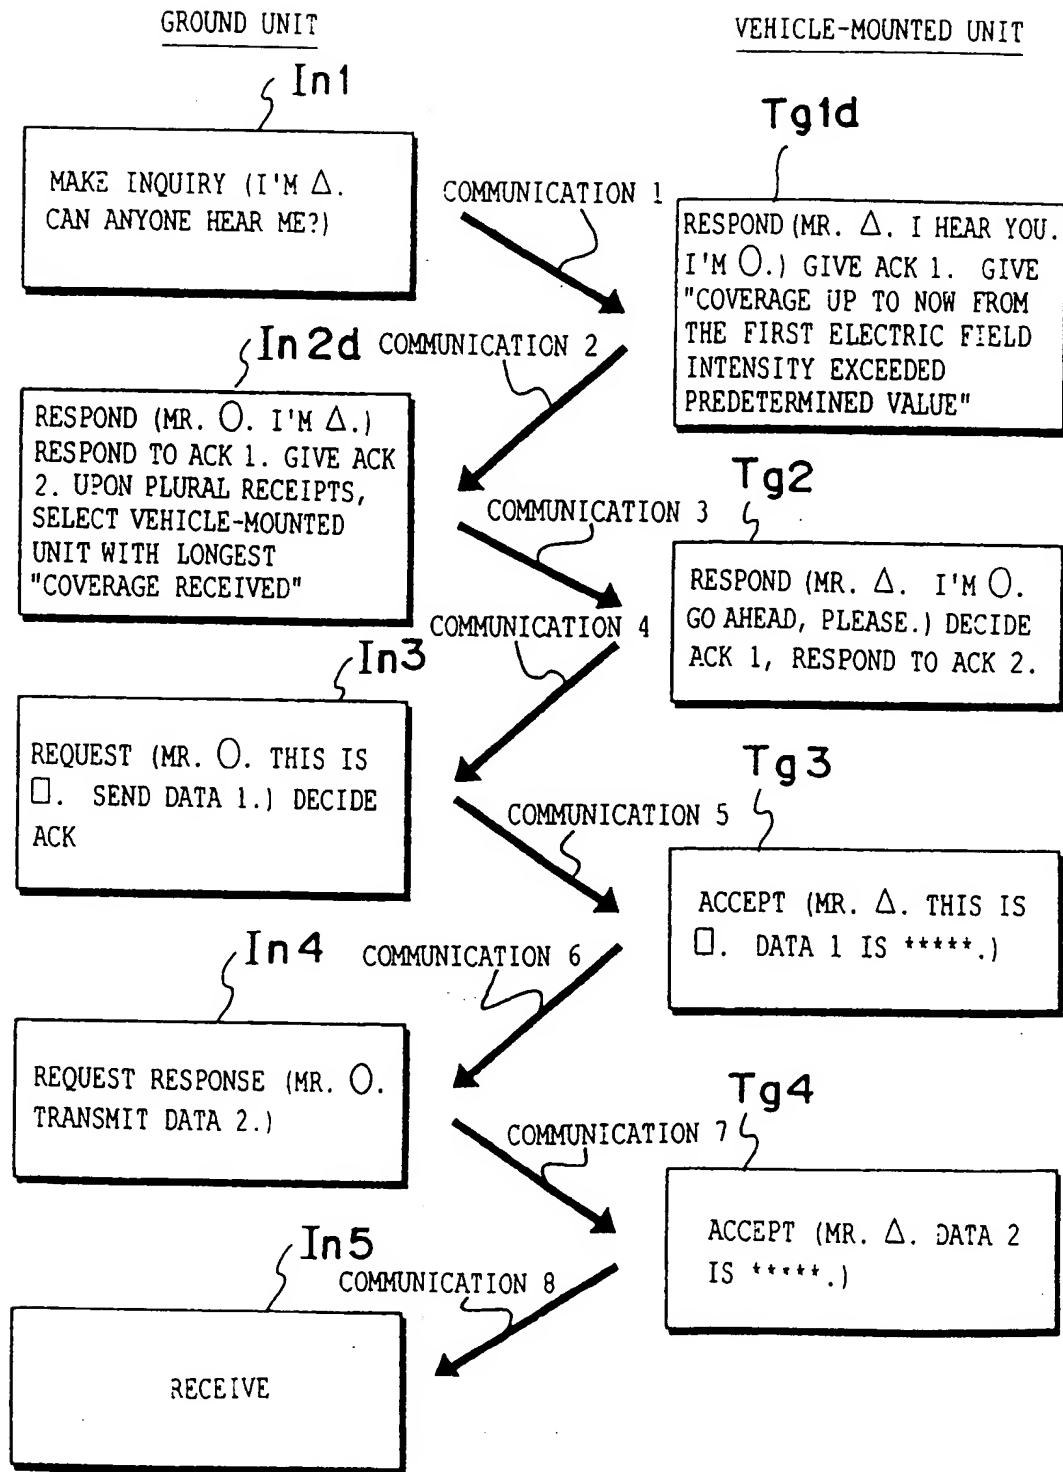 GROUND UNIT
VEHICLE-MOUNTED UNIT
In1
MAKE INQUIRY (I'M △.
CAN ANYONE HEAR ME?)
COMMUNICATION 1
Tg1d
RESPOND (MR. △. I HEAR YOU.
I'M ○.) GIVE ACK 1. GIVE
"COVERAGE UP TO NOW FROM
THE FIRST ELECTRIC FIELD
INTENSITY EXCEEDED
PREDETERMINED VALUE"
COMMUNICATION 2
In2d
RESPOND (MR. ○. I'M △.)
RESPOND TO ACK 1. GIVE ACK
2. UPON PLURAL RECEIPTS,
SELECT VEHICLE-MOUNTED
UNIT WITH LONGEST
"COVERAGE RECEIVED"
COMMUNICATION 3
Tg2
RESPOND (MR. △. I'M ○.
GO AHEAD, PLEASE.) DECIDE
ACK 1, RESPOND TO ACK 2.
COMMUNICATION 4
In3
REQUEST (MR. ○. THIS IS
□. SEND DATA 1.) DECIDE
ACK
COMMUNICATION 5
Tg3
ACCEPT (MR. △. THIS IS
□. DATA 1 IS *****.)
COMMUNICATION 6
In4
REQUEST RESPONSE (MR. ○.
TRANSMIT DATA 2.)
COMMUNICATION 7
Tg4
ACCEPT (MR. △. DATA 2
IS *****.)
COMMUNICATION 8
In5
RECEIVE